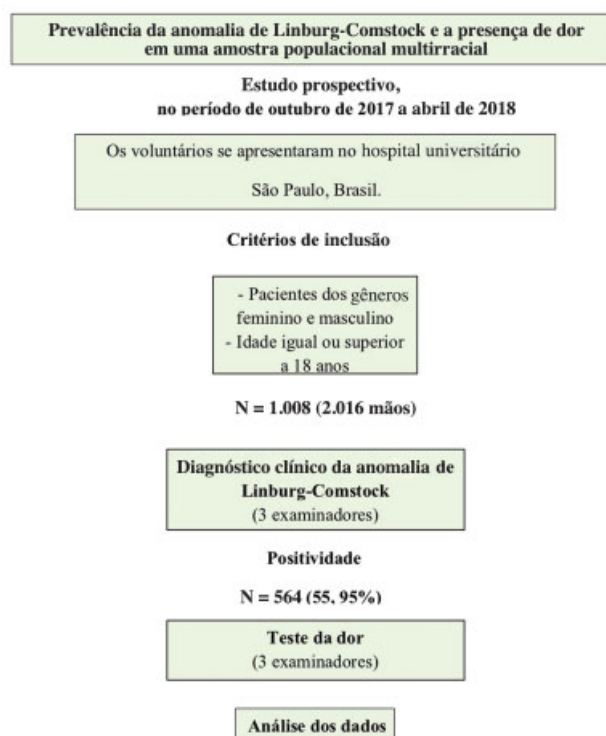 Prevalência da anomalia de Linburg-Comstock e a presença de dor
em uma amostra populacional multirracial
Estudo prospectivo,
no período de outubro de 2017 a abril de 2018
Os voluntários se apresentaram no hospital universitário
São Paulo, Brasil.
Critérios de inclusão
- Pacientes dos gêneros
feminino e masculino
- Idade igual ou superior
a 18 anos
N = 1.008 (2.016 mãos)
Diagnóstico clínico da anomalia de
Linburg-Comstock
(3 examinadores)
Positividade
N = 564 (55, 95%)
Teste da dor
(3 examinadores)
Análise dos dados